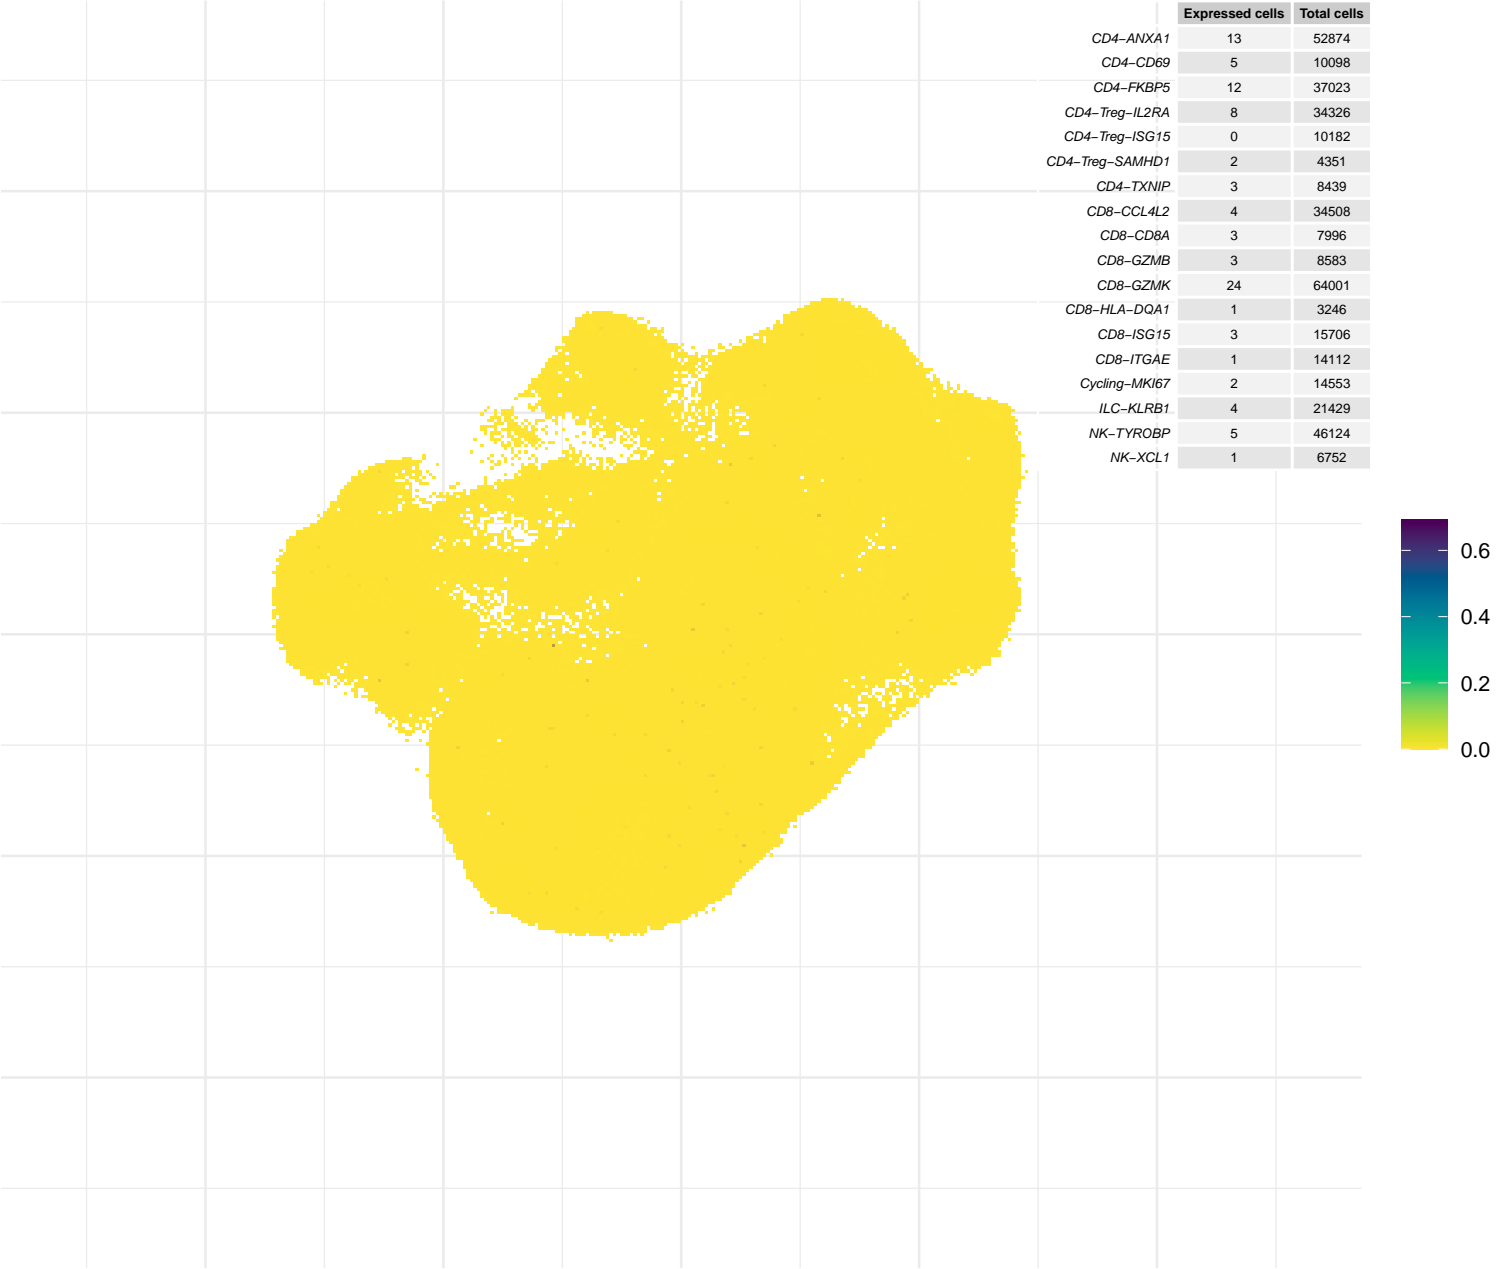 Expressed cells Total cells
CD4−ANXA1 13 52874
CD4−CD69 5 10098
CD4−FKBP5 12 37023
CD4−Treg−IL2RA 8 34326
CD4−Treg−ISG15 0 10182
CD4−Treg−SAMHD1 2 4351
CD4−TXNIP 3 8439
CD8−CCL4L2 4 34508
CD8−CD8A 3 7996
CD8−GZMB 3 8583
CD8−GZMK 24 64001
CD8−HLA−DQA1 1 3246
CD8−ISG15 3 15706
CD8−ITGAE 1 14112
Cycling−MKI67 2 14553
ILC−KLRB1 4 21429
NK−TYROBP 5 46124
NK−XCL1 1 6752
0.6
0.4
0.2
0.0